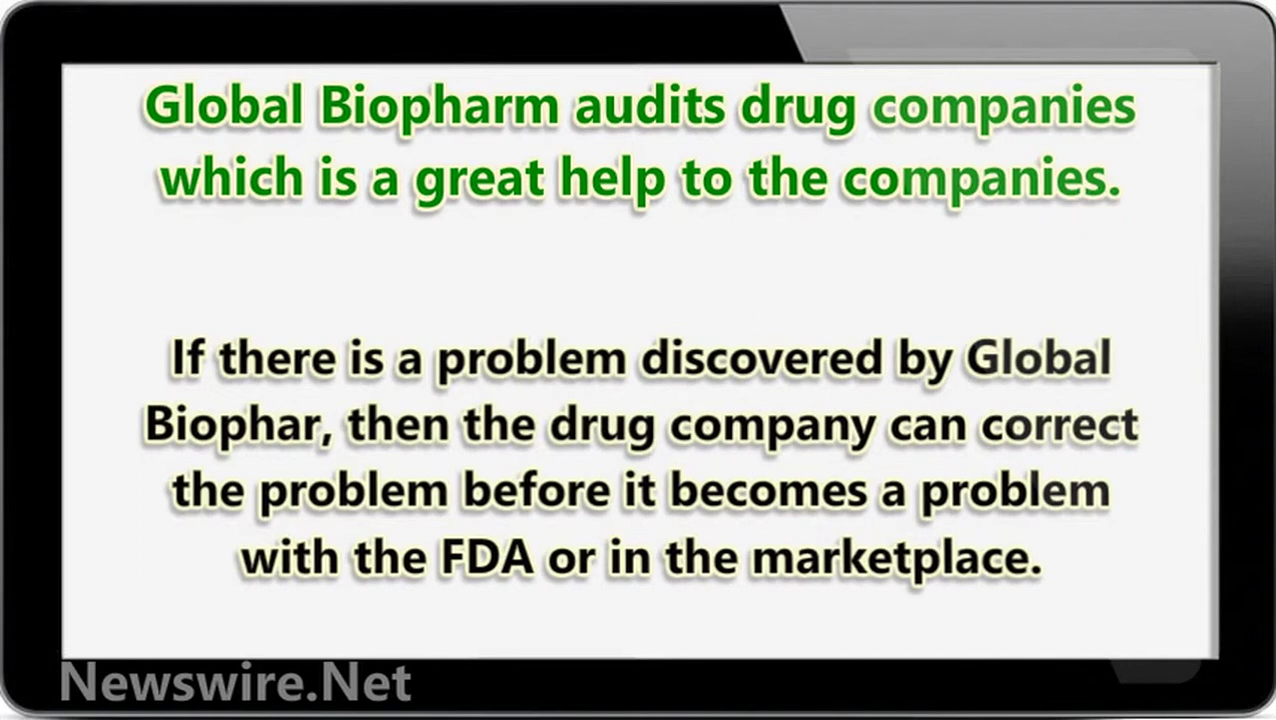 Global Biopharm audits drug companies
which is a great help to the companies.
If there is a problem discovered by Global
Biophar, then the drug company can correct
the problem before it becomes a problem
with the FDA or in the marketplace.
Newswire.Net